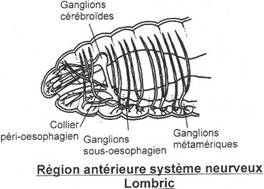 Ganglions
cérébroïdes
Collier
péri-oesophagien
Ganglions
sous-oesophagien
Ganglions
métamériques
Région antérieure système neurveux
Lombric